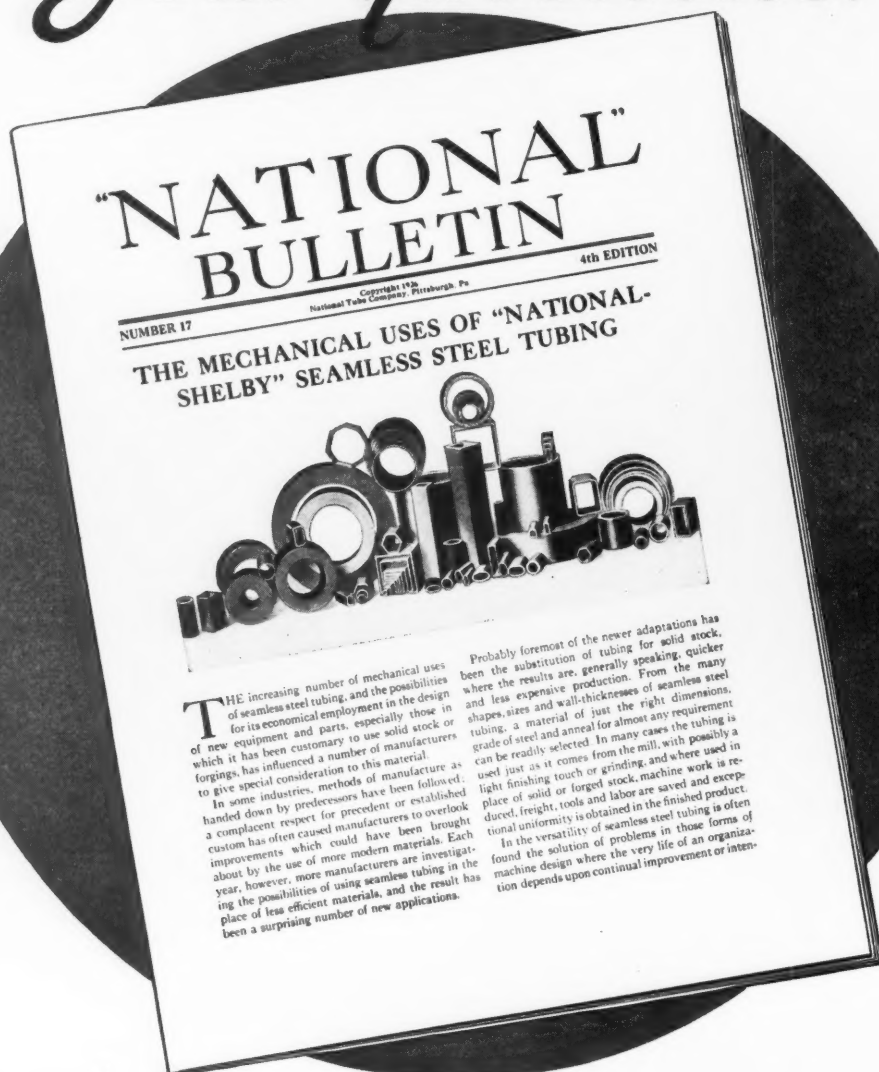 "NATIONAL"
BULLETIN
NUMBER 17
Copyright 1926
National Tube Company, Pittsburgh, Pa
4th EDITION
THE MECHANICAL USES OF "NATIONAL-
SHELBY" SEAMLESS STEEL TUBING
THE increasing number of mechanical uses
of seamless steel tubing, and the possibilities
for its economical employment in the design
of new equipment and parts, especially those in
which it has been customary to use solid stock or
forgings, has influenced a number of manufacturers
to give special consideration to this material.
In some industries, methods of manufacture as
handed down by predecessors have been followed;
a complacent respect for precedent or established
custom has often caused manufacturers to overlook
improvements which could have been brought
about by the use of more modern materials. Each
year, however, more manufacturers are investigat-
ing the possibilities of using seamless tubing in the
place of less efficient materials, and the result has
been a surprising number of new applications.
Probably foremost of the newer adaptations has
been the substitution of tubing for solid stock,
where the results are, generally speaking, quicker
and less expensive production. From the many
shapes, sizes and wall-thicknesses of seamless steel
tubing, a material of just the right dimensions,
grade of steel and anneal for almost any requirement
can be readily selected. In many cases the tubing is
used just as it comes from the mill, with possibly a
light finishing touch or grinding, and where used in
place of solid or forged stock, machine work is re-
duced, freight, tools and labor are saved and excep-
tional uniformity is obtained in the finished product.
In the versatility of seamless steel tubing is often
found the solution of problems in those forms of
machine design where the very life of an organiza-
tion depends upon continual improvement or inten-